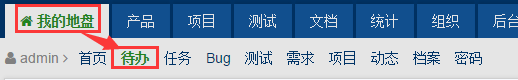 我的地盘 产品 项目 测试 文档 统计 组织 后台
admin > 首页 待办 任务 Bug 测试 需求 项目 动态 档案 密码